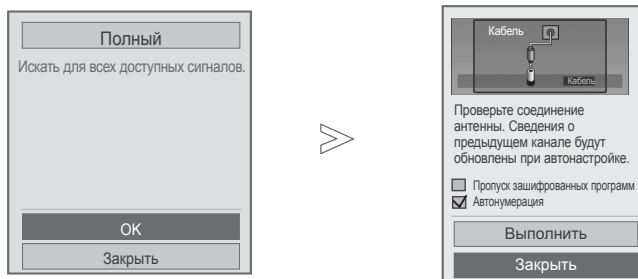 Полный
Искать для всех доступных сигналов.
OK
Закрыть
Кабель
Кабель
Проверьте соединение
антенны. Сведения о
предыдущем канале будут
обновлены при автонастройке.
Пропуск зашифрованных программ
Автонумерация
Выполнить
Закрыть